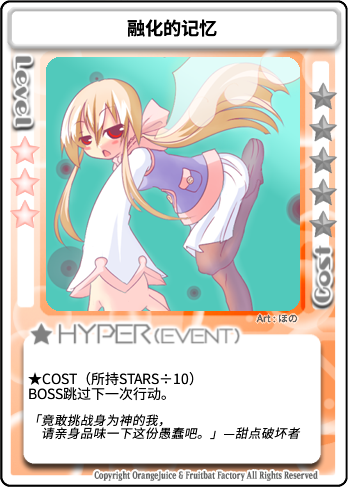 融化的记忆
Level
Cost
Art : ほの
★HYPER(EVENT)
★COST（所持STARS÷10）
BOSS跳过下一次行动。
「竟敢挑战身为神的我，
请亲身品味一下这份愚蠢吧。」—甜点破坏者
Copyright OrangeJuice & Fruitbat Factory All Rights Reserved